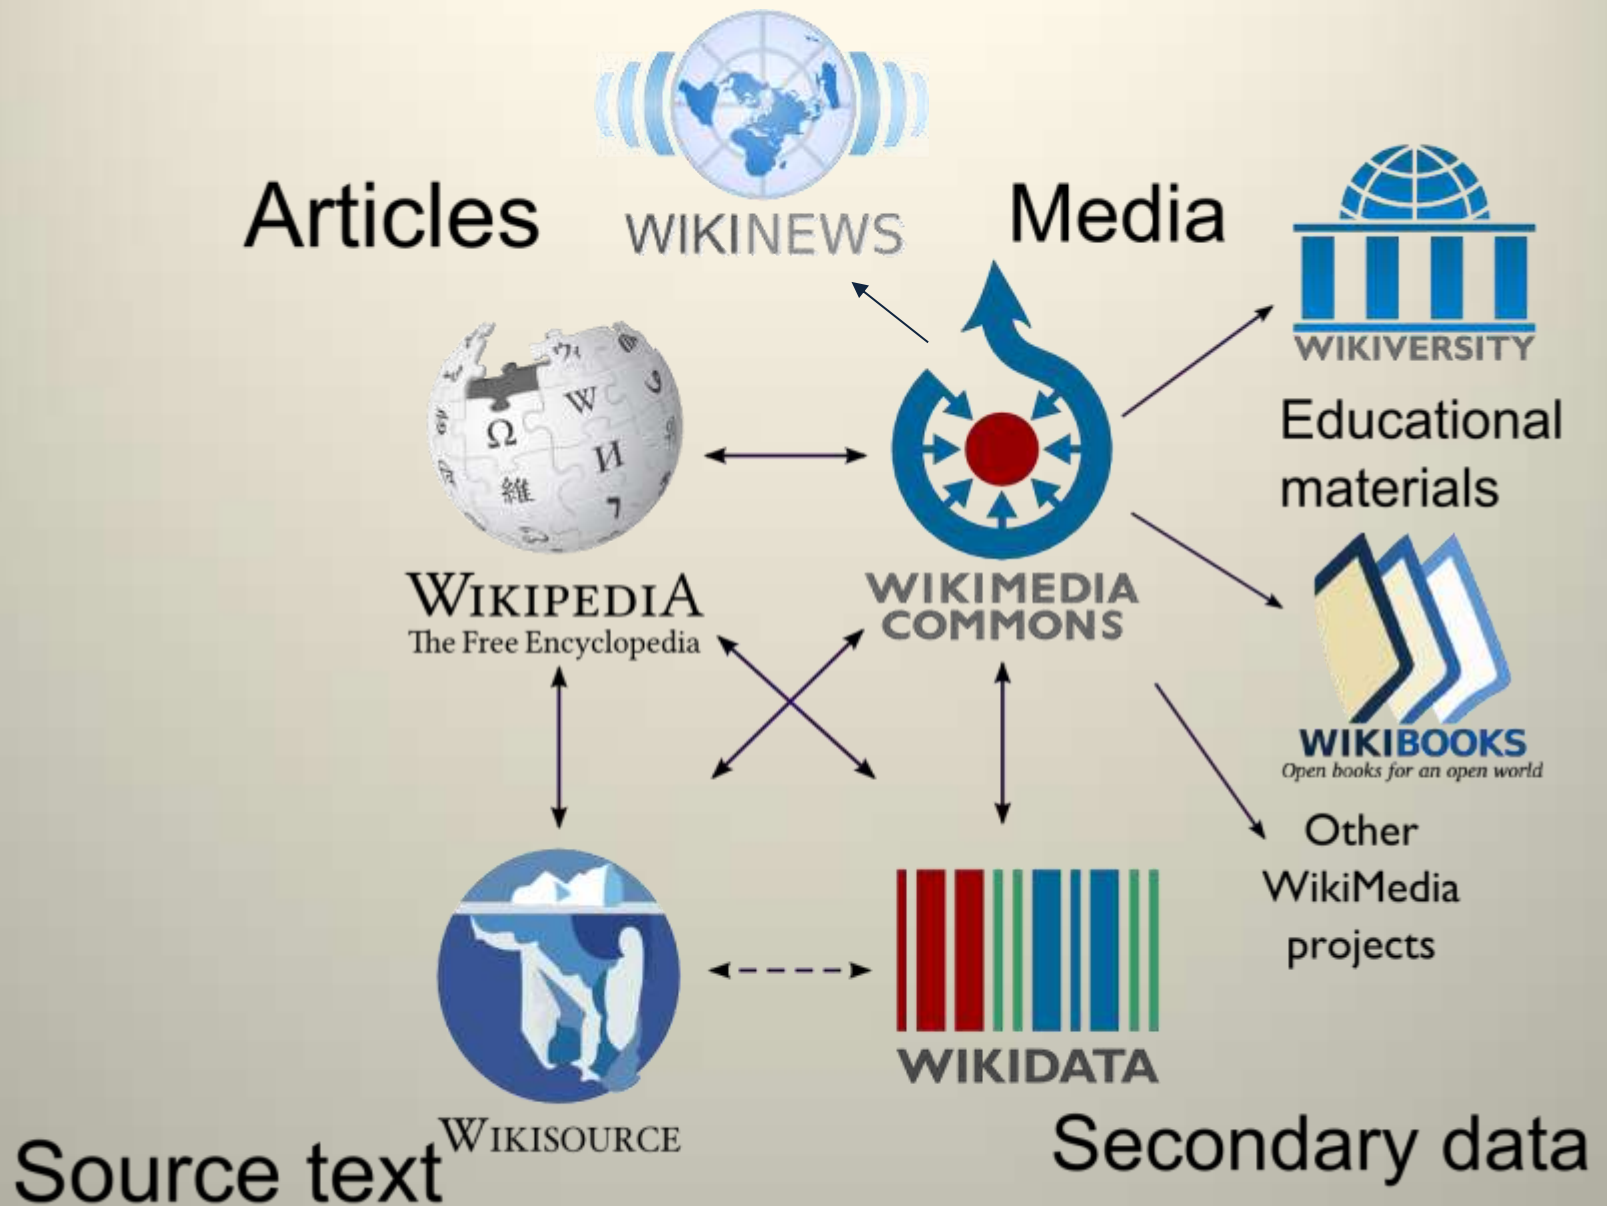 Articles
WIKINEWS
Media
WIKIVERSITY
Educational
materials
Ω
W
И
維
WIKIPEDIA
The Free Encyclopedia
WIKIMEDIA
COMMONS
WIKIBOOKS
Open books for an open world
Other
WikiMedia
projects
WIKISOURCE
WIKIDATA
Source text
Secondary data